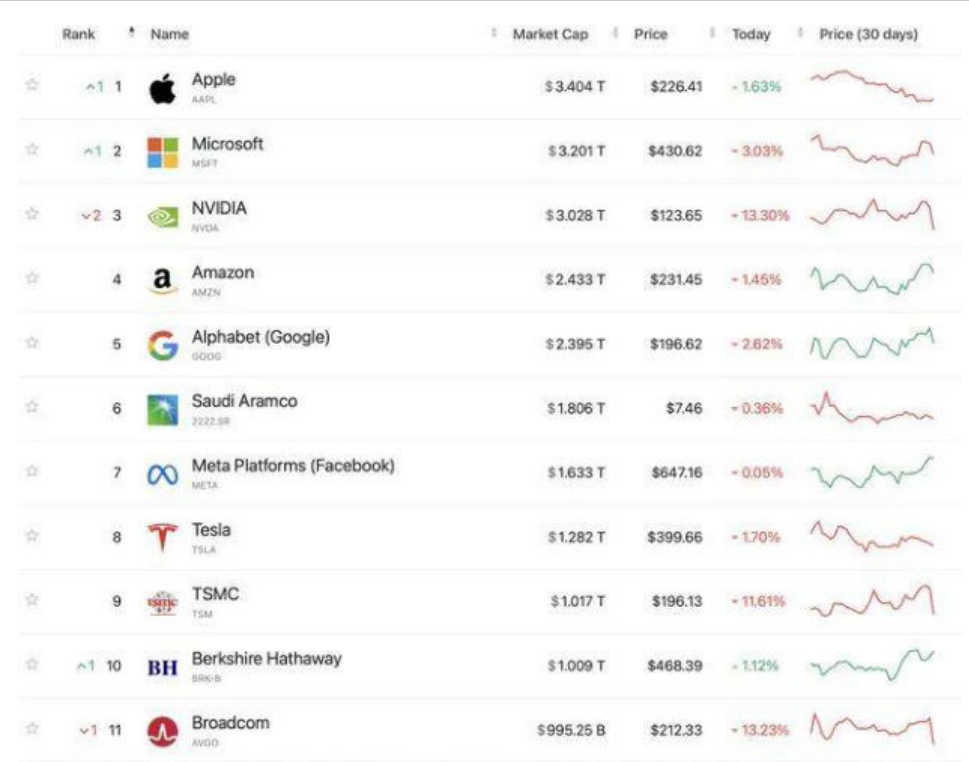 Rank Name Market Cap Price Today Price (30 days)
1 1 Apple $3.404 T $226.41 1.63%
AAPL
1 2 Microsoft $3.201 T $430.62 3.03%
MSFT
2 3 NVIDIA $3.028 T $123.65 13.30%
NVDA
4 a Amazon $2.433 T $231.45 1.45%
AMZN
5 G Alphabet (Google) $2.395 T $196.62 2.62%
GOOG
6 Saudi Aramco $1.806 T $7.46 0.36%
2222.SR
7 Meta Platforms (Facebook) $1.633 T $647.16 0.05%
META
8 Tesla $1.282 T $399.66 1.70%
TSLA
9 tsmc TSMC $1.017 T $196.13 11.61%
TSM
1 10 BH Berkshire Hathaway $1.009 T $468.39 1.12%
BRK-B
1 11 Broadcom $995.25 B $212.33 13.23%
AVGO